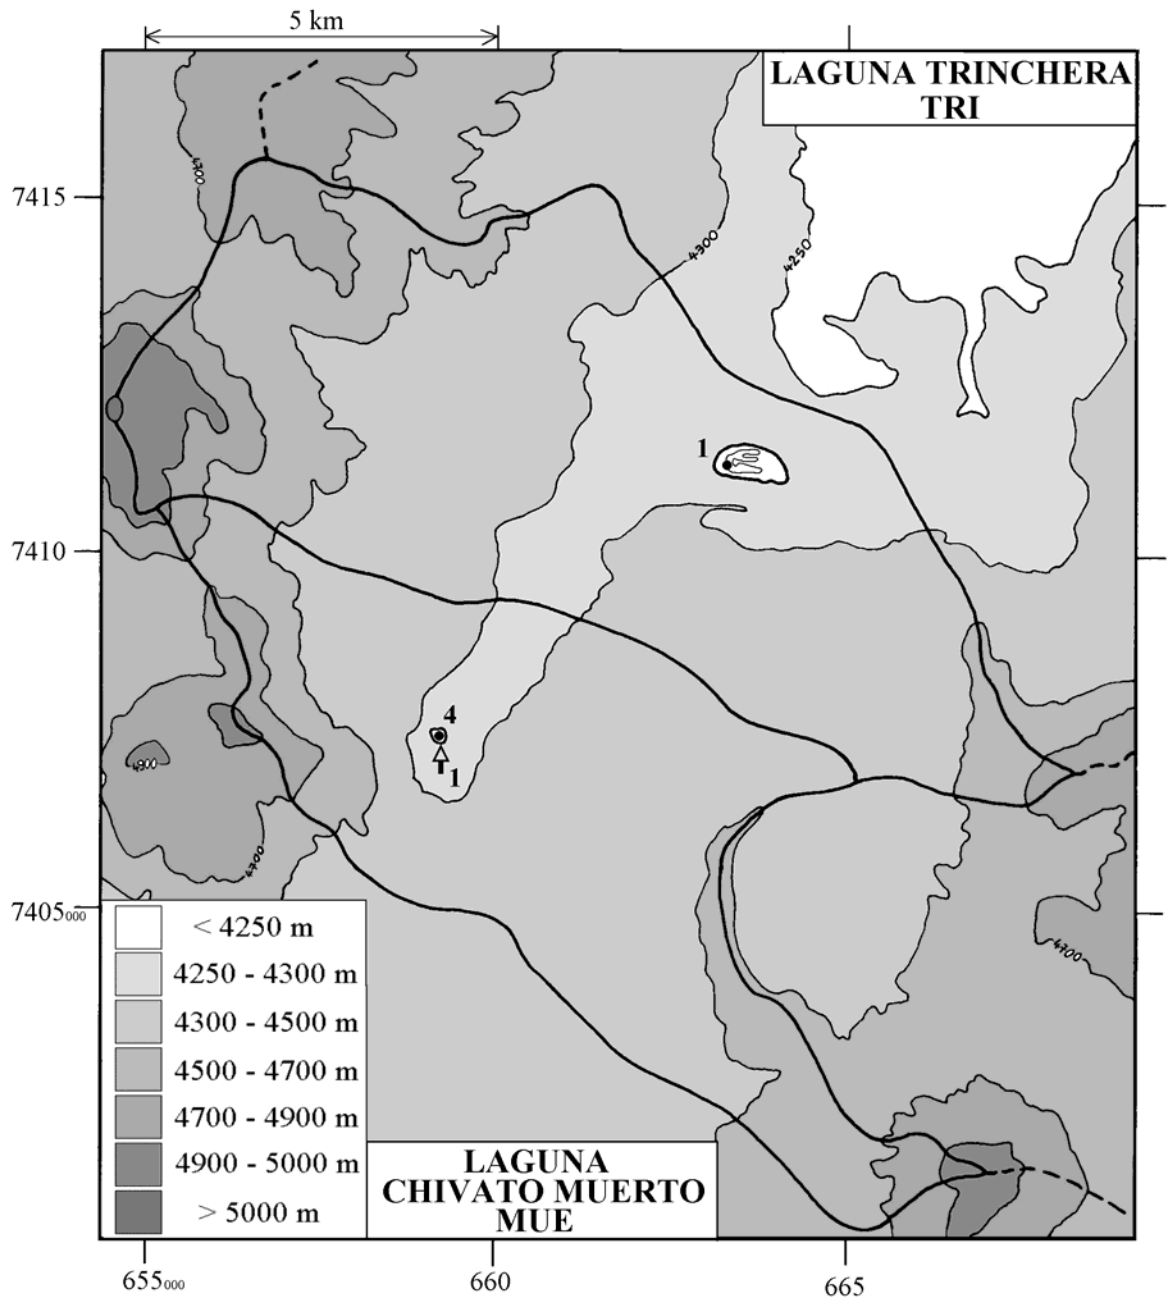 5 km
LAGUNA TRINCHERA
TRI
4700
7415
4300
4250
1
7410
4
1
4900
4700
7405000
4700
< 4250 m
4250 - 4300 m
4300 - 4500 m
4500 - 4700 m
4700 - 4900 m
4900 - 5000 m
> 5000 m
LAGUNA
CHIVATO MUERTO
MUE
655000
660
665